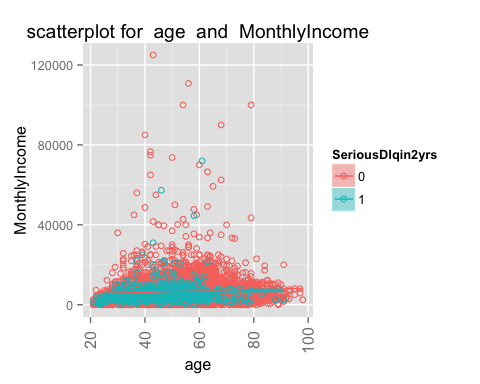 scatterplot for age and MonthlyIncome
120000
80000
40000
0
MonthlyIncome
20
40
60
80
100
age
SeriousDlqin2yrs
0
1